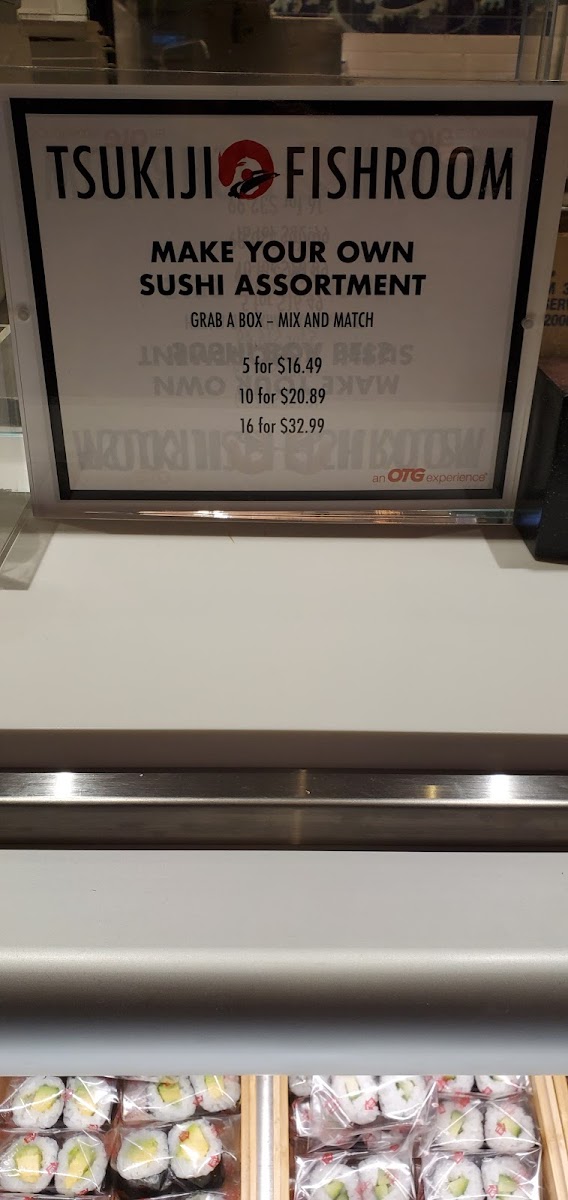 TSUKIJI FISHROOM
MAKE YOUR OWN
SUSHI ASSORTMENT
GRAB A BOX – MIX AND MATCH
5 for $16.49
10 for $20.89
16 for $32.99
an OTG experience®